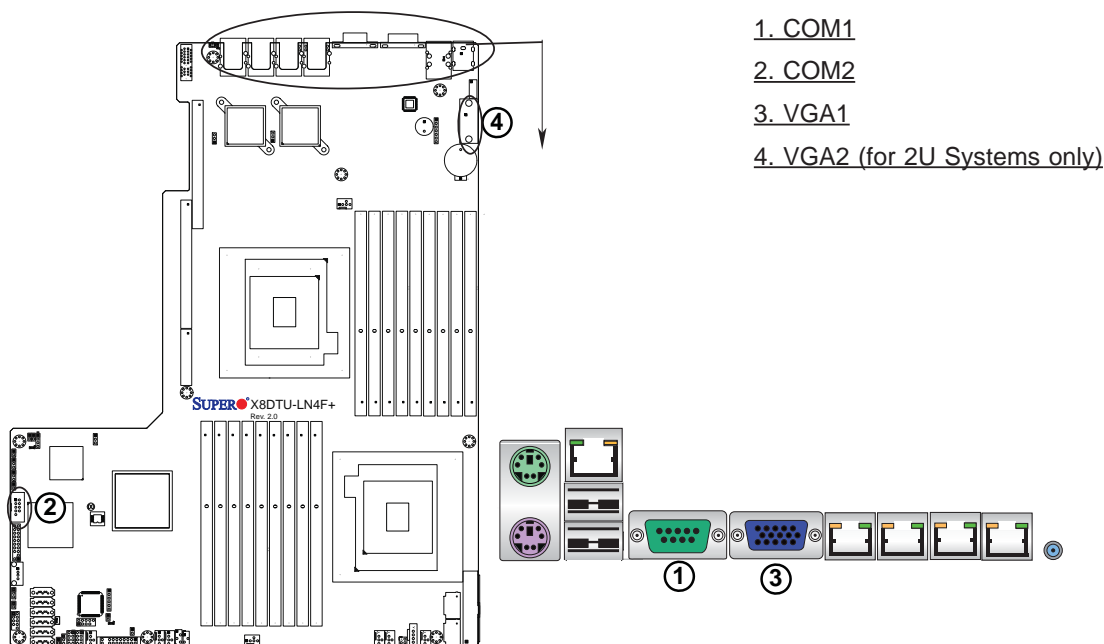 1. COM1
2. COM2
3. VGA1
4. VGA2 (for 2U Systems only)
4
SUPER X8DTU-LN4F+
Rev. 2.0
2
1
3